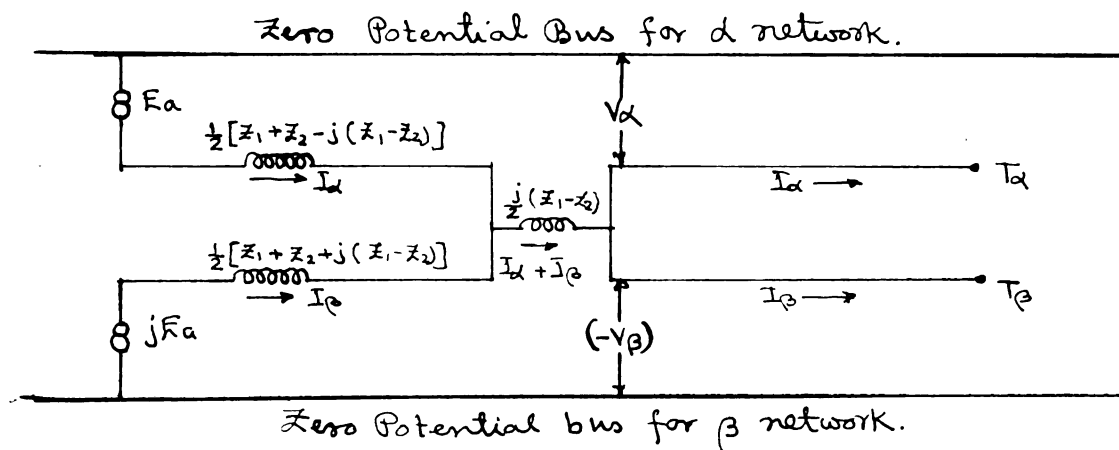 Zero Potential Bus for α network.
Ea
Vα
½[Z₁+Z₂-j(Z₁-Z₂)]
Iα
Iα
Tα
j/2(Z₁-Z₂)
½[Z₁+Z₂+j(Z₁-Z₂)]
Iα+Iβ
Iβ
Iβ
Tβ
jEa
(-Vβ)
Zero Potential bus for β network.